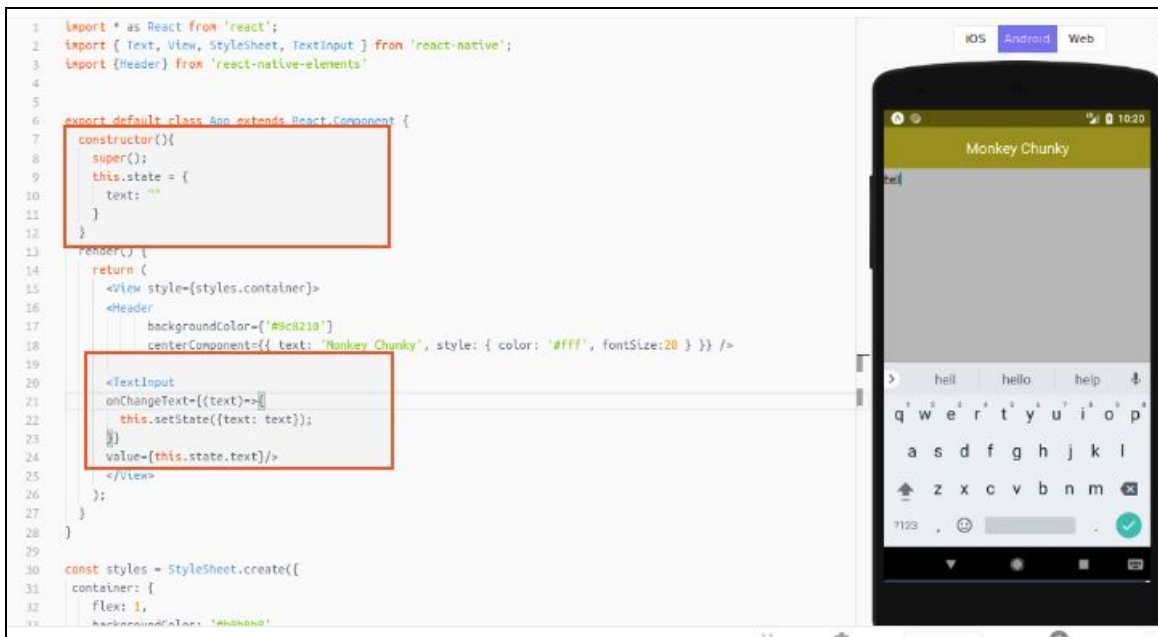 1 import * as React from 'react';
2 import { Text, View, StyleSheet, TextInput } from 'react-native';
3 import {Header} from 'react-native-elements'
4
5
6 export default class App extends React.Component {
7 constructor(){
8 super();
9 this.state = {
10 text: ""
11 }
12 }
13 render() {
14 return (
15 <View style={styles.container}>
16 <Header
17 backgroundColor={'#9c8210'}
18 centerComponent={{ text: 'Monkey Chunky', style: { color: '#fff', fontSize:20 } }} />
19
20 <TextInput
21 onChangeText={(text)=>{
22 this.setState({text: text});
23 }}
24 value={this.state.text}/>
25 </View>
26 );
27 }
28 }
29
30 const styles = StyleSheet.create({
31 container: {
32 flex: 1,
33 backgroundColor: '#b8b8b8'
iOS Android Web
10:20
Monkey Chunky
hell
hell hello help
q w e r t y u i o p
a s d f g h j k l
z x c v b n m
?123 , .